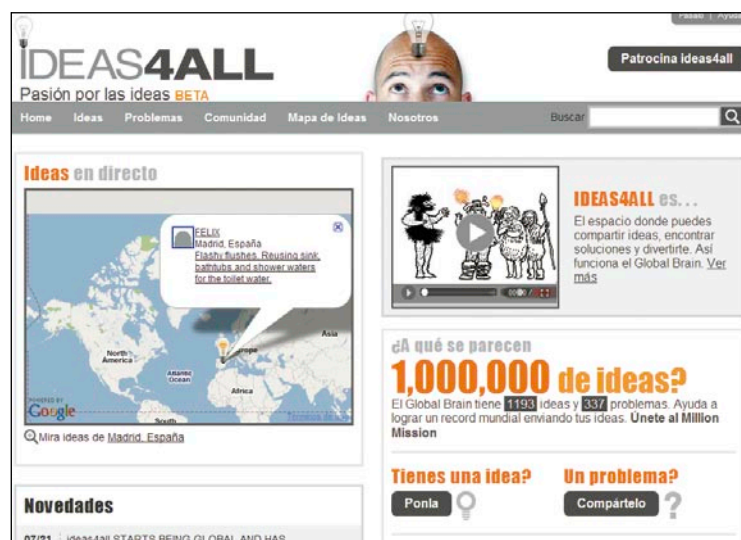 Pásalo | Ayuda
IDEAS4ALL
Pasión por las ideas BETA
Patrocina ideas4all
Home Ideas Problemas Comunidad Mapa de Ideas Nosotros Buscar
Ideas en directo
FELIX
Madrid, España
Flashy flushes. Reusing sink,
bathtubs and shower waters
for the toilet water.
North
America
Atlantic
Ocean
Europe
Asia
Africa
South
POWERED BY
Google
Mira ideas de Madrid, España
Novedades
07/21 ideas4all STARTS BEING GLOBAL AND HAS
IDEAS4ALL es...
El espacio donde puedes
compartir ideas, encontrar
soluciones y divertirte. Así
funciona el Global Brain. Ver
más
¿A qué se parecen
1,000,000 de ideas?
El Global Brain tiene 1193 ideas y 337 problemas. Ayuda a
lograr un record mundial enviando tus ideas. Únete al Million
Mission
Tienes una idea?
Ponla
Un problema?
Compártelo